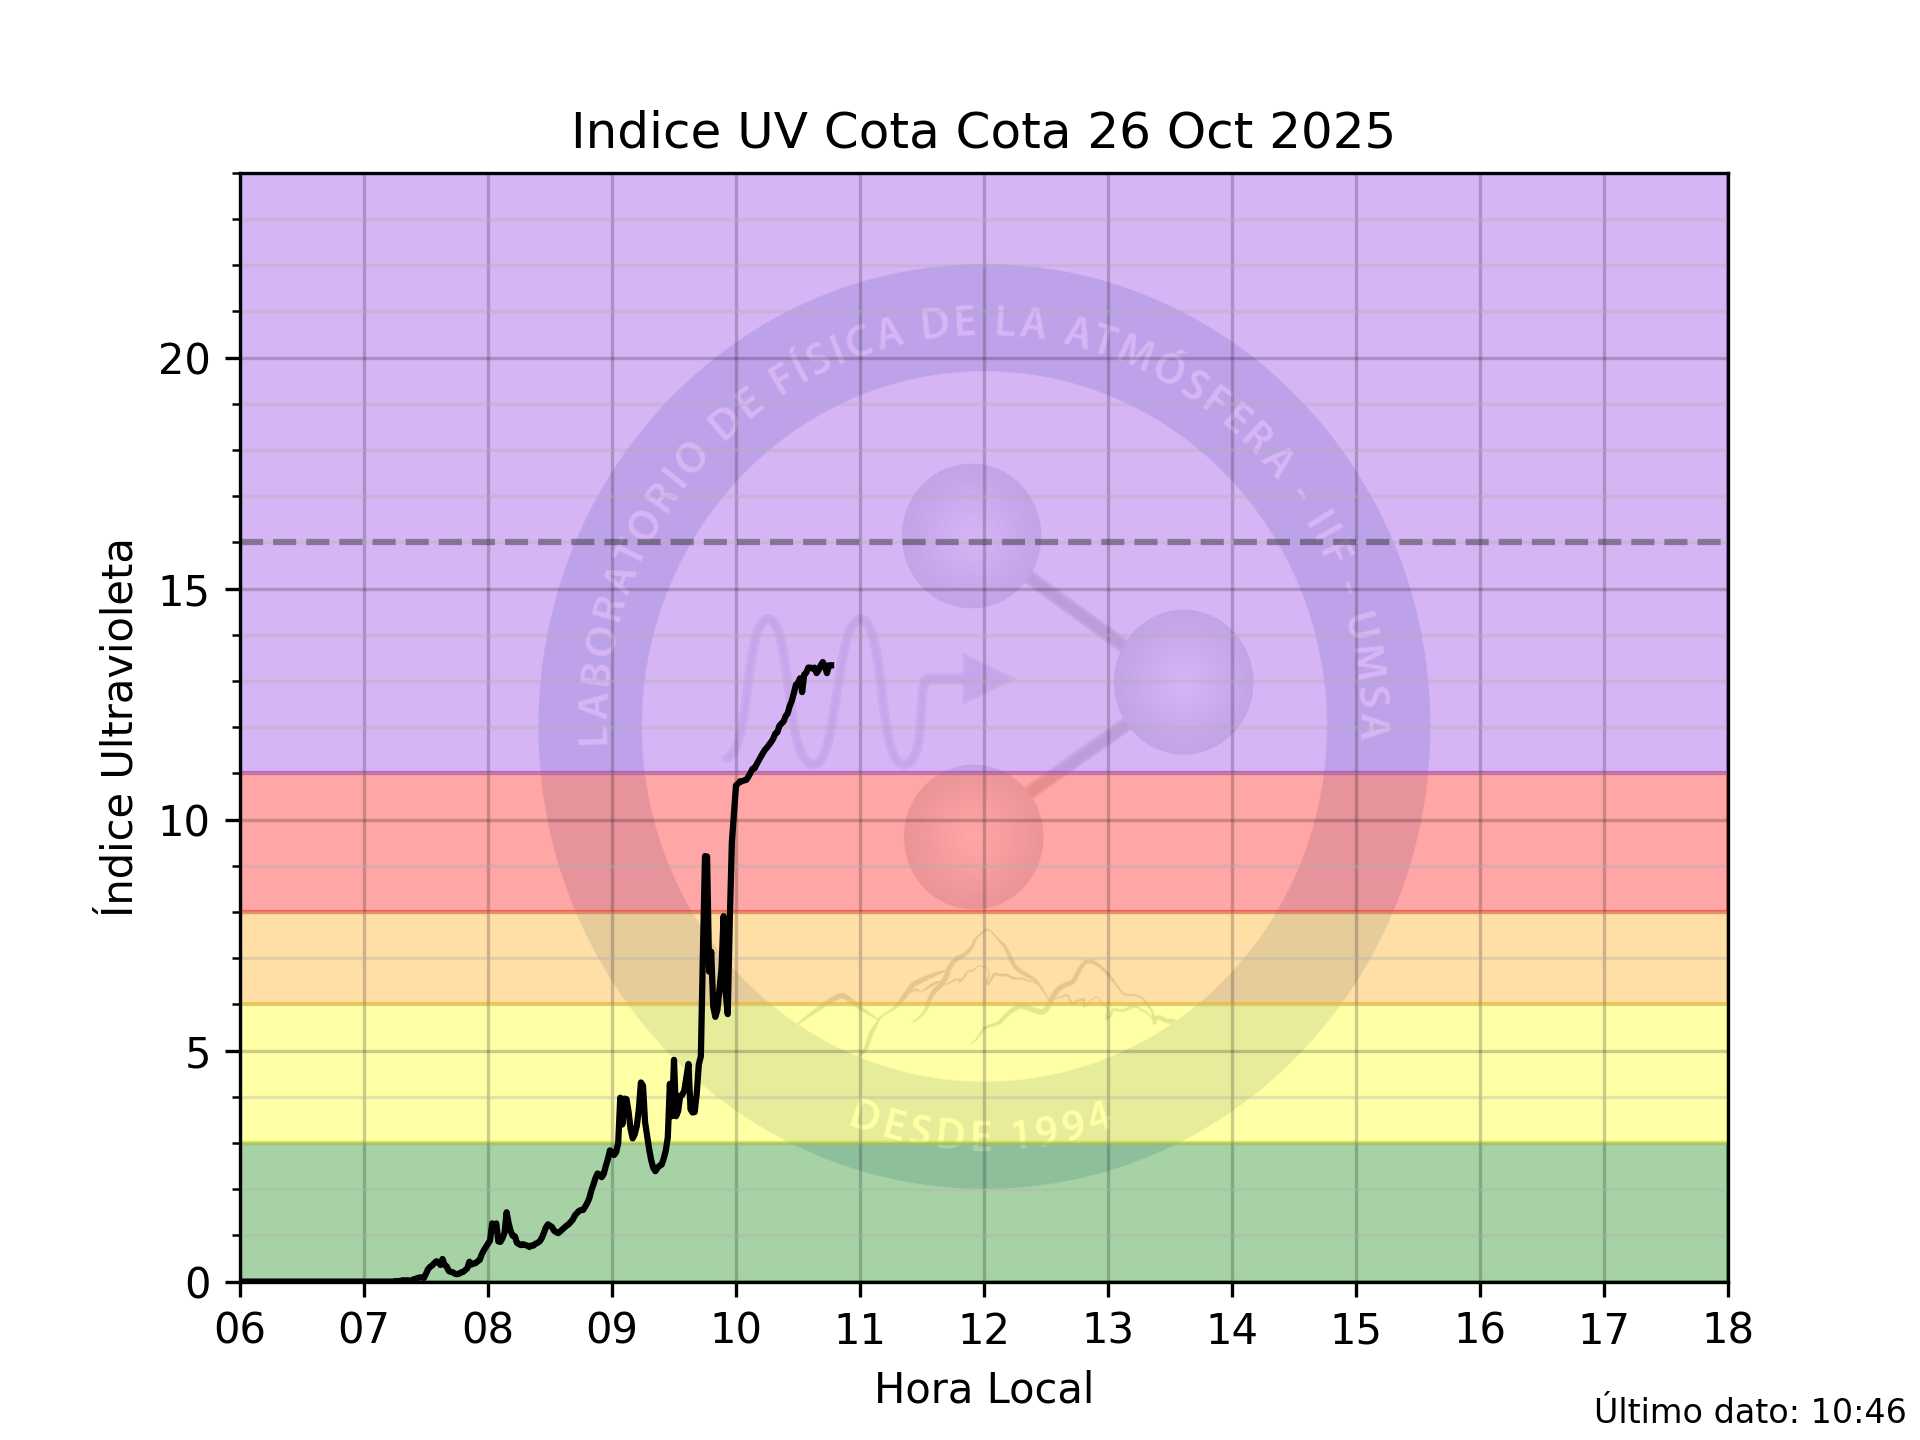 Indice UV Cota Cota 26 Oct 2025
LABORATORIO DE FÍSICA DE LA ATMÓSFERA - IIF - UMSA
DESDE 1994
Índice Ultravioleta
20
15
10
5
0
06 07 08 09 10 11 12 13 14 15 16 17 18
Hora Local
Último dato: 10:46